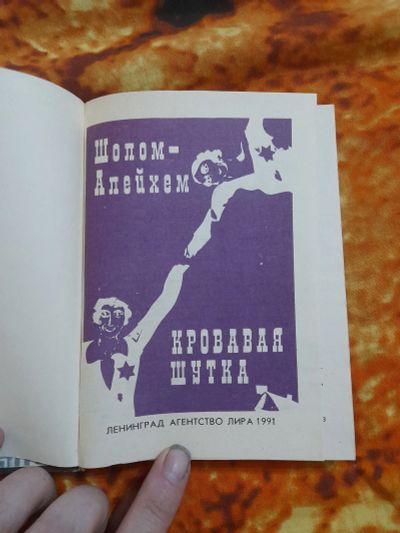 Шолом-
Алейхем
КРОВАВАЯ
ШУТКА
ЛЕНИНГРАД АГЕНТСТВО ЛИРА 1991
3